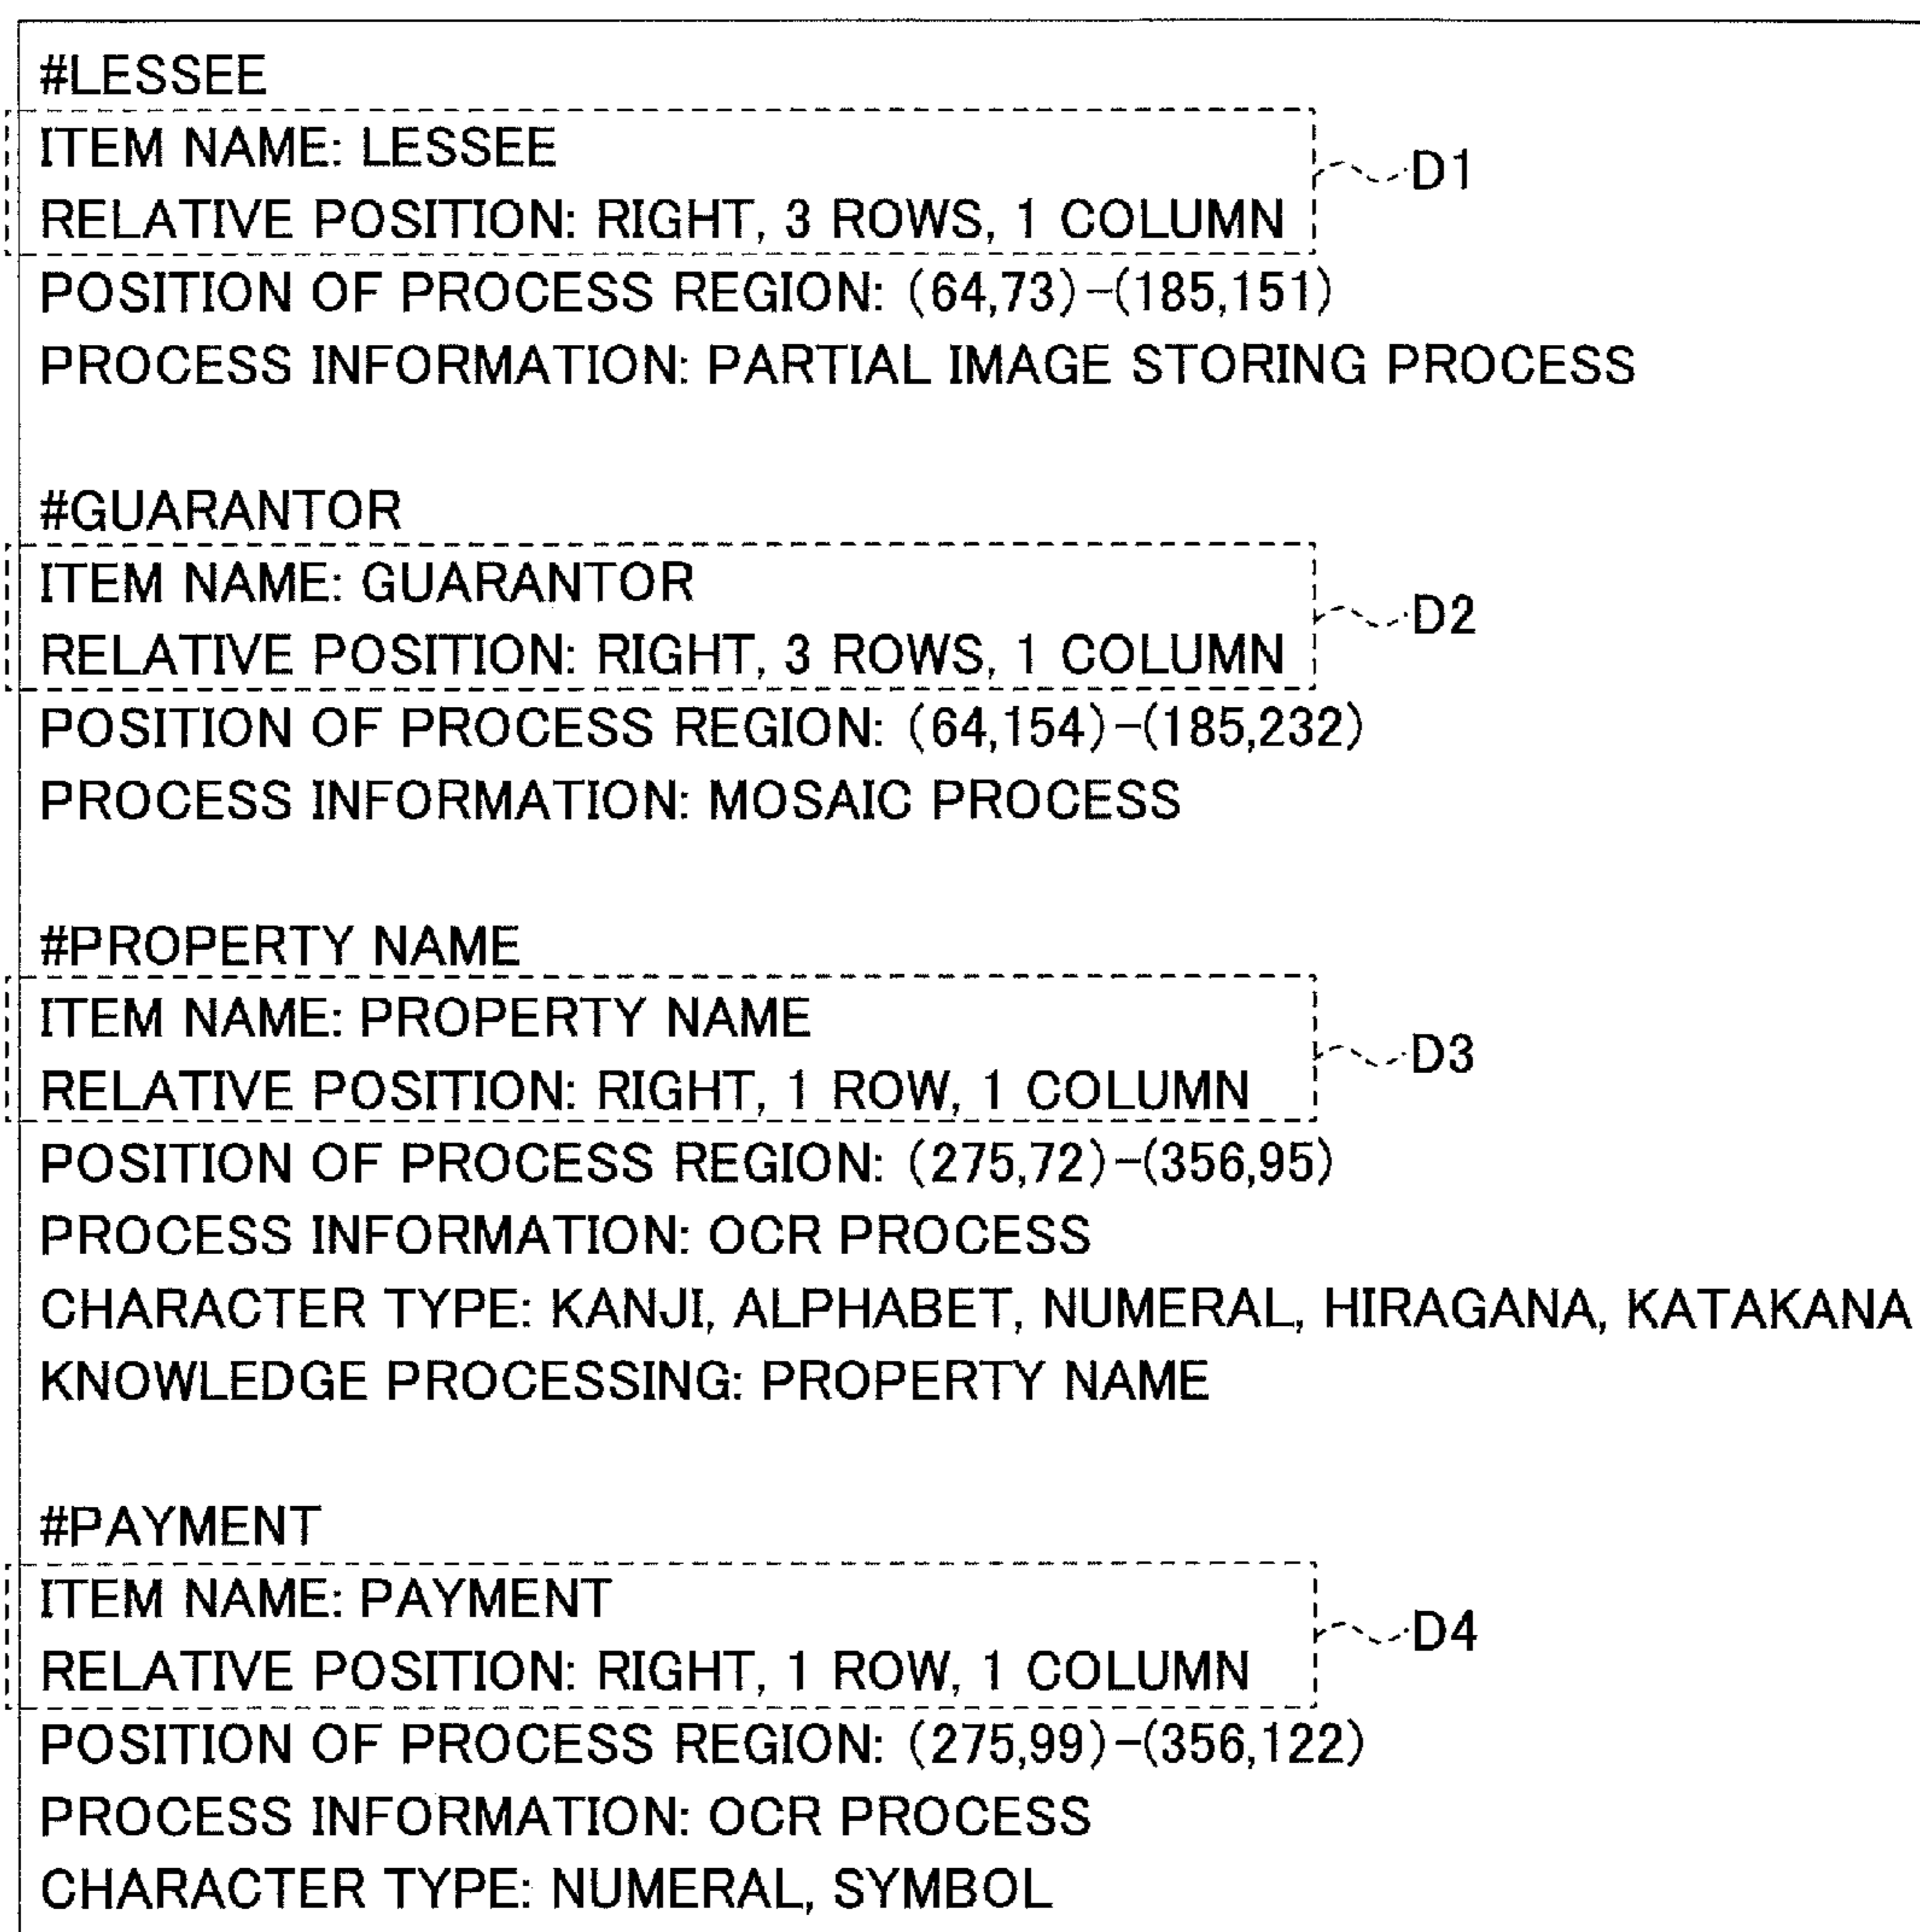 #LESSEE
ITEM NAME: LESSEE
RELATIVE POSITION: RIGHT, 3 ROWS, 1 COLUMN
D1
POSITION OF PROCESS REGION: (64,73)-(185,151)
PROCESS INFORMATION: PARTIAL IMAGE STORING PROCESS
#GUARANTOR
ITEM NAME: GUARANTOR
RELATIVE POSITION: RIGHT, 3 ROWS, 1 COLUMN
D2
POSITION OF PROCESS REGION: (64,154)-(185,232)
PROCESS INFORMATION: MOSAIC PROCESS
#PROPERTY NAME
ITEM NAME: PROPERTY NAME
RELATIVE POSITION: RIGHT, 1 ROW, 1 COLUMN
D3
POSITION OF PROCESS REGION: (275,72)-(356,95)
PROCESS INFORMATION: OCR PROCESS
CHARACTER TYPE: KANJI, ALPHABET, NUMERAL, HIRAGANA, KATAKANA
KNOWLEDGE PROCESSING: PROPERTY NAME
#PAYMENT
ITEM NAME: PAYMENT
RELATIVE POSITION: RIGHT, 1 ROW, 1 COLUMN
D4
POSITION OF PROCESS REGION: (275,99)-(356,122)
PROCESS INFORMATION: OCR PROCESS
CHARACTER TYPE: NUMERAL, SYMBOL